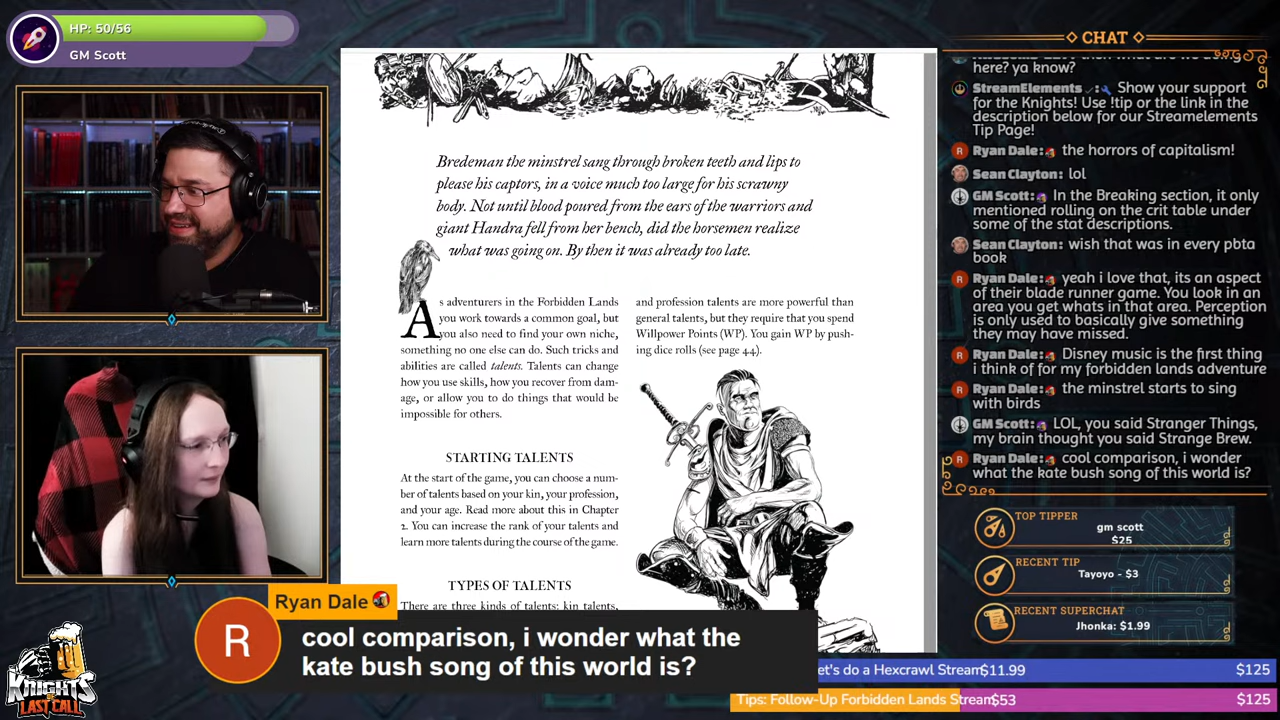 HP: 50/56
GM Scott
Bredeman the minstrel sang through broken teeth and lips to
please his captors, in a voice much too large for his scrawny
body. Not until blood poured from the ears of the warriors and
giant Handra fell from her bench, did the horsemen realize
what was going on. By then it was already too late.
As adventurers in the Forbidden Lands
you work towards a common goal, but
you also need to find your own niche,
something no one else can do. Such tricks and
abilities are called talents. Talents can change
how you use skills, how you recover from dam-
age, or allow you to do things that would be
impossible for others.
STARTING TALENTS
At the start of the game, you can choose a num-
ber of talents based on your kin, your profession,
and your age. Read more about this in Chapter
2. You can increase the rank of your talents and
learn more talents during the course of the game.
TYPES OF TALENTS
There are three kinds of talents: kin talents,
and profession talents are more powerful than
general talents, but they require that you spend
Willpower Points (WP). You gain WP by push-
ing dice rolls (see page 44).
CHAT
here? ya know?
StreamElements: Show your support
for the Knights! Use !tip or the link in the
description below for our Streamelements
Tip Page!
R Ryan Dale: the horrors of capitalism!
Sean Clayton: lol
GM Scott: In the Breaking section, it only
mentioned rolling on the crit table under
some of the stat descriptions.
Sean Clayton: wish that was in every pbta
book
R Ryan Dale: yeah i love that, its an aspect
of their blade runner game. You look in an
area you get whats in that area. Perception
is only used to basically give something
they may have missed.
R Ryan Dale: Disney music is the first thing
i think of for my forbidden lands adventure
R Ryan Dale: the minstrel starts to sing
with birds
GM Scott: LOL, you said Stranger Things,
my brain thought you said Strange Brew.
R Ryan Dale: cool comparison, i wonder
what the kate bush song of this world is?
TOP TIPPER
gm scott
$25
RECENT TIP
Tayoyo - $3
RECENT SUPERCHAT
Jhonka: $1.99
Ryan Dale
R
cool comparison, i wonder what the
kate bush song of this world is?
et's do a Hexcrawl Stream $11.99 $125
Tips: Follow-Up Forbidden Lands Stream $53 $125
KNIGHTS
OF
LAST CALL